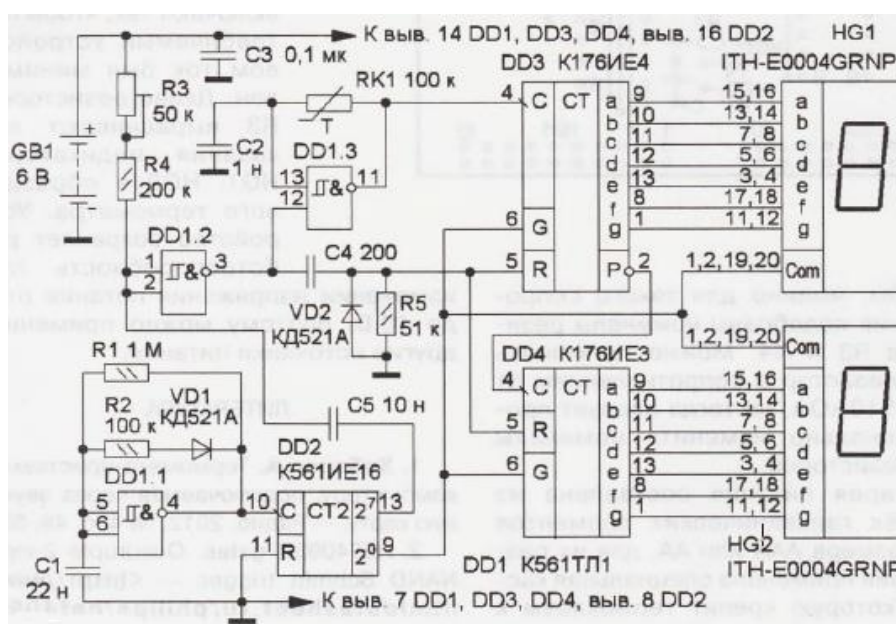 К выв. 14 DD1, DD3, DD4, выв. 16 DD2
HG1
C3 0,1 мк
DD3 К176ИЕ4
ITH-E0004GRNP
RK1 100 к
T
R3
50 к
GB1
6 В
R4
200 к
C2
1 н
DD1.3
13
12
&
11
4 C CT
6 G
5 R
a 9 15,16 a
b 10 13,14 b
c 11 7, 8 c
d 12 5, 6 d
e 13 3, 4 e
f 8 17,18 f
g 1 11,12 g
P 2
1,2,19,20 Com
DD1.2
1
2
&
3
C4 200
VD2
КД521А
R5
51 к
1,2,19,20 Com
DD4 К176ИЕ3
4 C CT
5 R
6 G
a 9 15,16 a
b 10 13,14 b
c 11 7, 8 c
d 12 5, 6 d
e 13 3, 4 e
f 8 17,18 f
g 1 11,12 g
R1 1 М
R2
100 к
VD1
КД521А
C5 10 н
DD1.1
5
6
&
4
DD2
К561ИЕ16
10 C CT2 2⁷ 13
11 R 2⁰ 9
C1
22 н
DD1 К561ТЛ1
HG2
ITH-E0004GRNP
К выв. 7 DD1, DD3, DD4, выв. 8 DD2